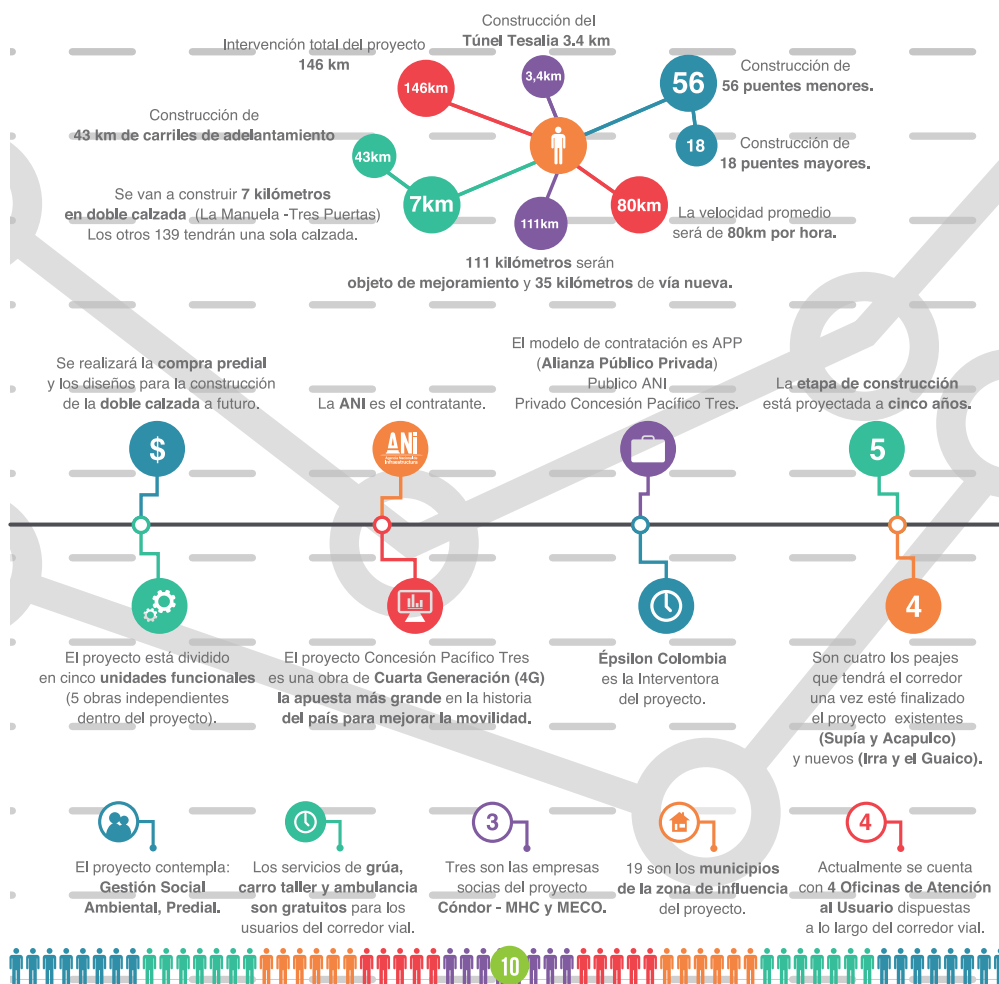 Construcción del
Túnel Tesalia 3.4 km
Intervención total del proyecto
146 km
3,4km
146km
56
Construcción de
56 puentes menores.
Construcción de
43 km de carriles de adelantamiento
18
Construcción de
18 puentes mayores.
43km
Se van a construir 7 kilómetros
en doble calzada (La Manuela -Tres Puertas)
Los otros 139 tendrán una sola calzada.
7km
111km
80km
La velocidad promedio
será de 80km por hora.
111 kilómetros serán
objeto de mejoramiento y 35 kilómetros de vía nueva.
Se realizará la compra predial
y los diseños para la construcción
de la doble calzada a futuro.
La ANI es el contratante.
El modelo de contratación es APP
(Alianza Público Privada)
Publico ANI
Privado Concesión Pacífico Tres.
La etapa de construcción
está proyectada a cinco años.
$
ANI
Agencia Nacional de
Infraestructura
5
4
El proyecto está dividido
en cinco unidades funcionales
(5 obras independientes
dentro del proyecto).
El proyecto Concesión Pacífico Tres
es una obra de Cuarta Generación (4G)
la apuesta más grande en la historia
del país para mejorar la movilidad.
Épsilon Colombia
es la Interventora
del proyecto.
Son cuatro los peajes
que tendrá el corredor
una vez esté finalizado
el proyecto existentes
(Supía y Acapulco)
y nuevos (Irra y el Guaico).
3
4
El proyecto contempla:
Gestión Social
Ambiental, Predial.
Los servicios de grúa,
carro taller y ambulancia
son gratuitos para los
usuarios del corredor vial.
Tres son las empresas
socias del proyecto
Cóndor - MHC y MECO.
19 son los municipios
de la zona de influencia
del proyecto.
Actualmente se cuenta
con 4 Oficinas de Atención
al Usuario dispuestas
a lo largo del corredor vial.
10